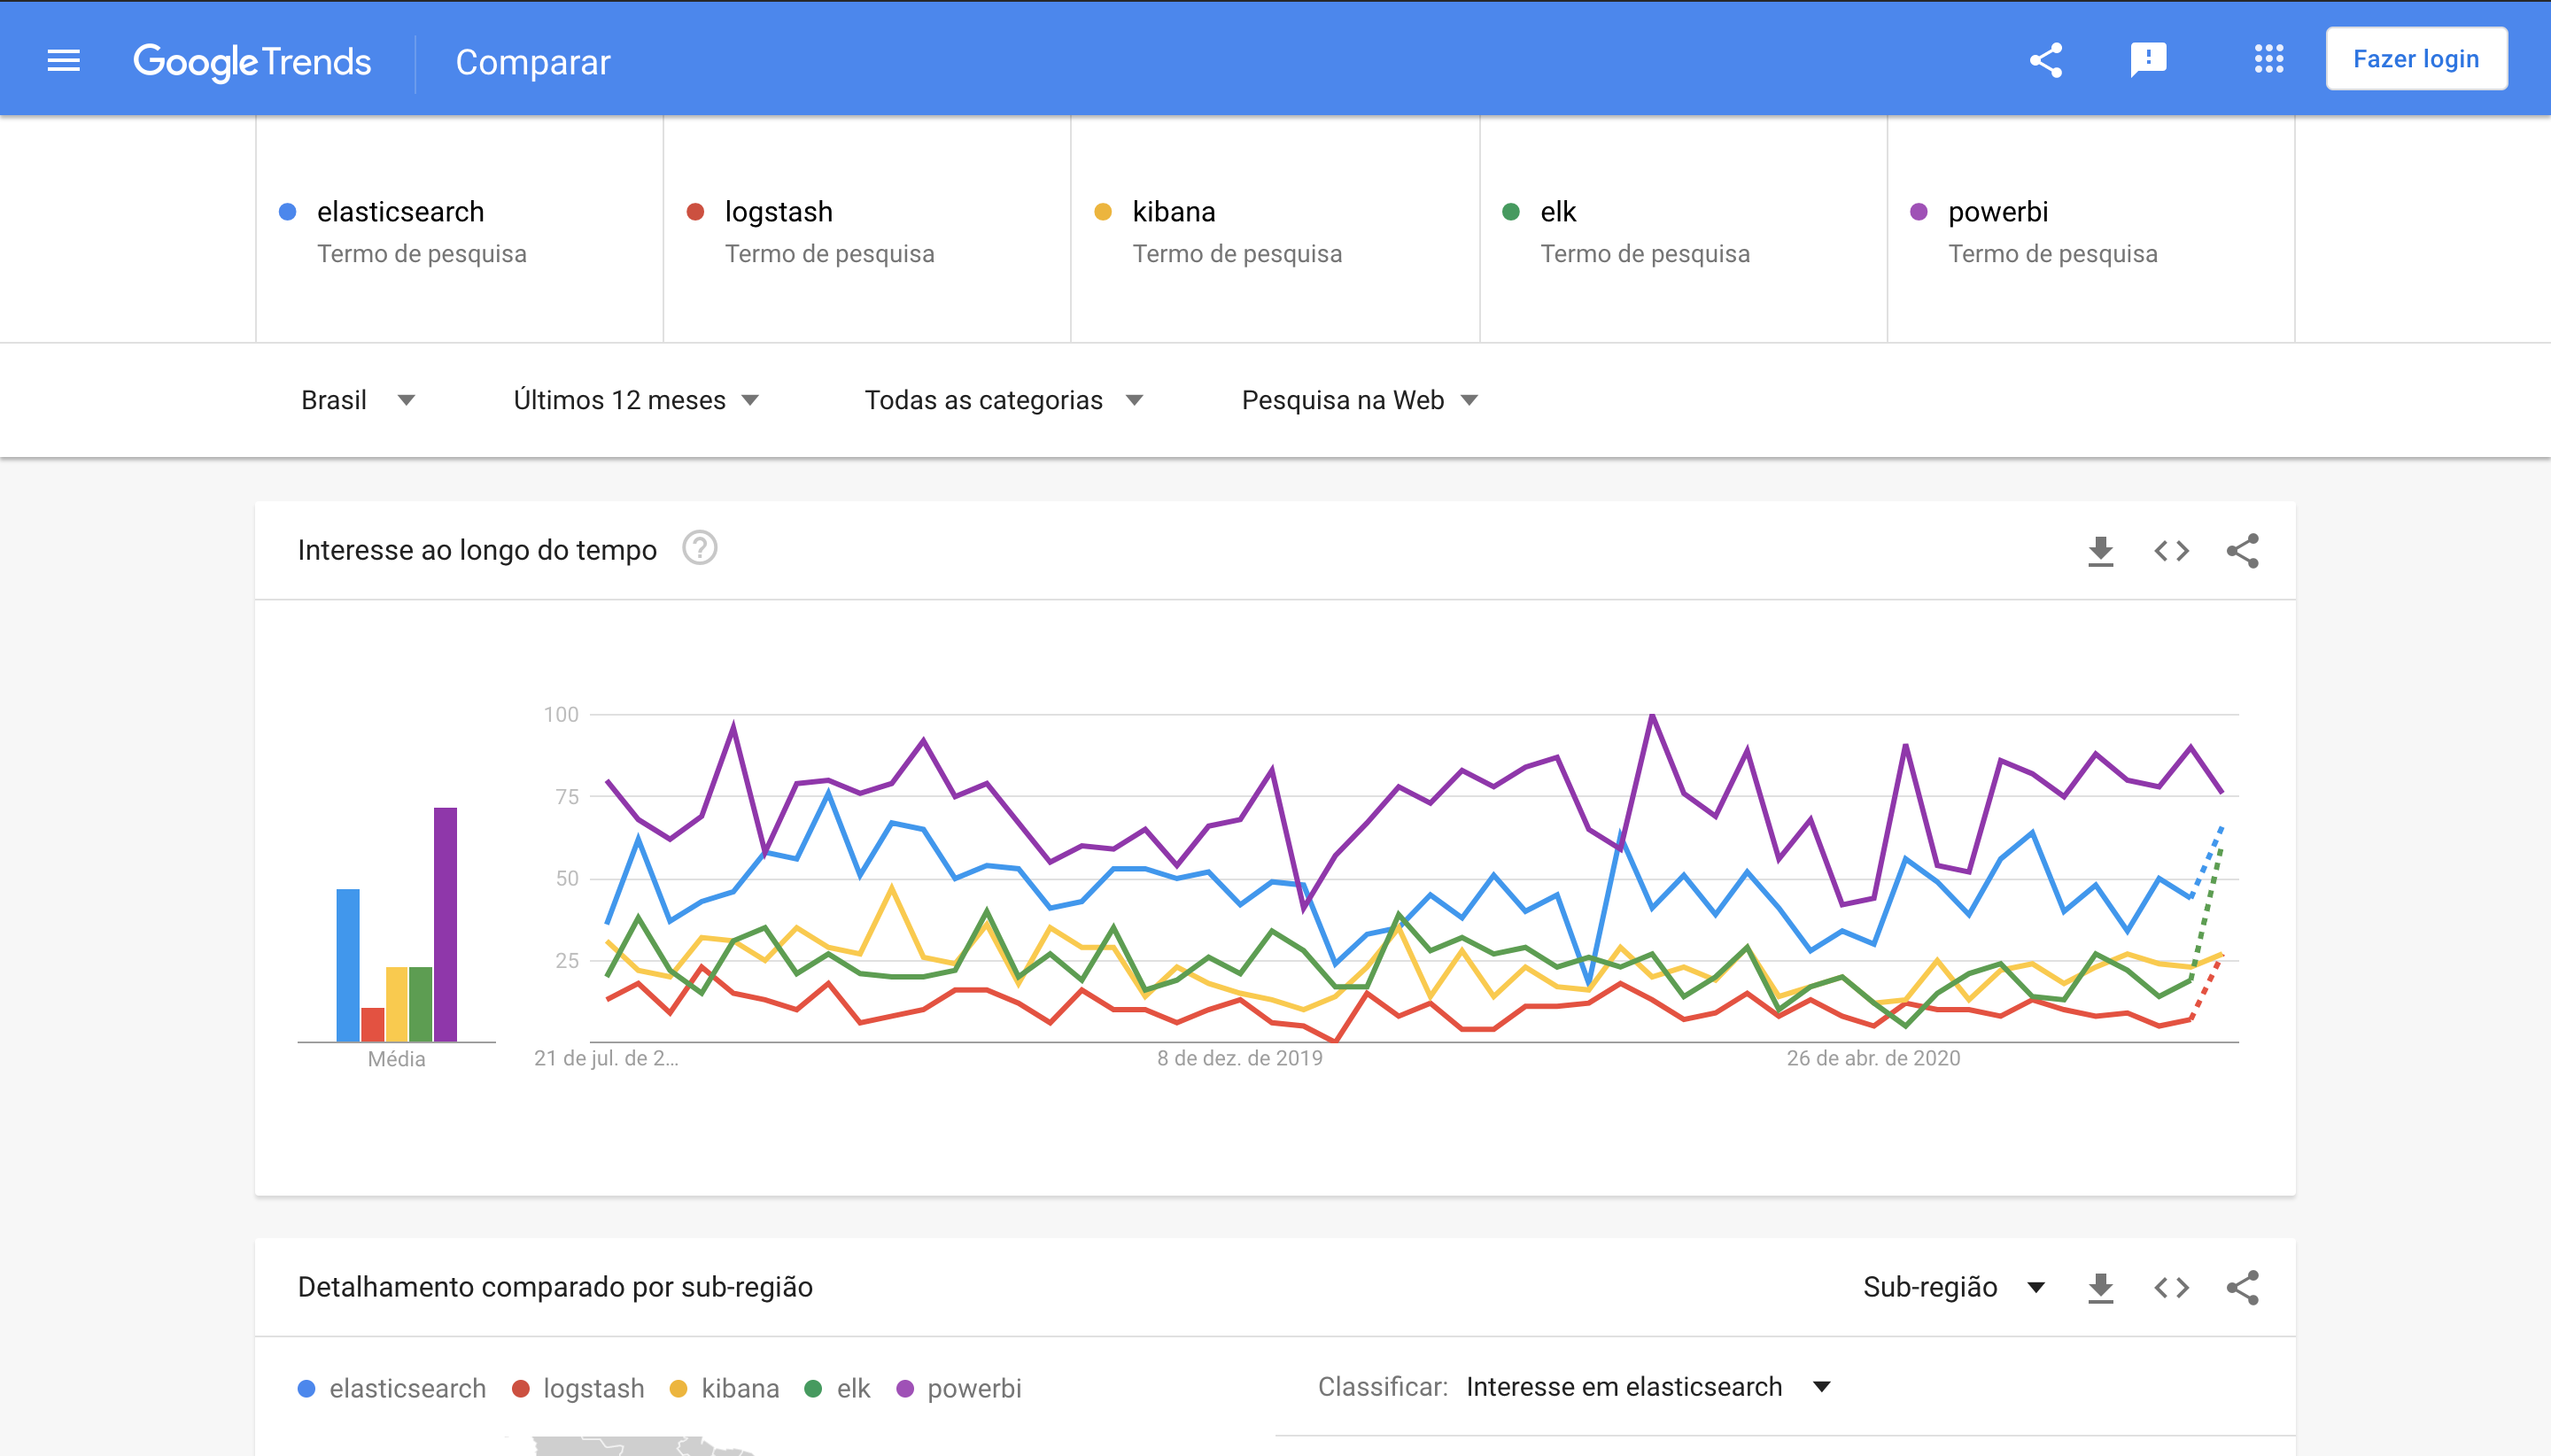 Google Trends Comparar Fazer login
elasticsearch logstash kibana elk powerbi
Termo de pesquisa Termo de pesquisa Termo de pesquisa Termo de pesquisa Termo de pesquisa
Brasil Últimos 12 meses Todas as categorias Pesquisa na Web
Interesse ao longo do tempo ?
100
75
50
25
Média 21 de jul. de 2... 8 de dez. de 2019 26 de abr. de 2020
Detalhamento comparado por sub-região Sub-região
elasticsearch logstash kibana elk powerbi Classificar: Interesse em elasticsearch